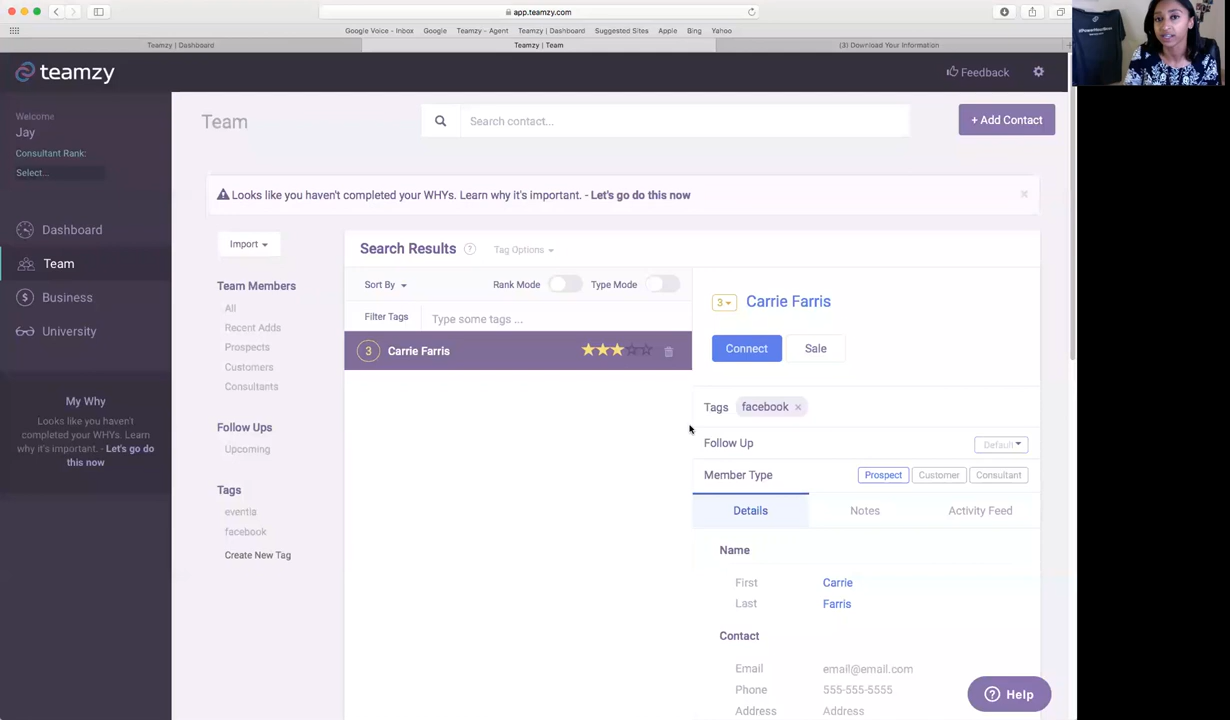 app.teamzy.com
Google Voice - Inbox Google Teamzy - Agent Teamzy | Dashboard Suggested Sites Apple Bing Yahoo
Teamzy | Dashboard Teamzy | Team (3) Download Your Information
teamzy
Feedback
Welcome
Jay
Consultant Rank:
Select...
Dashboard
Team
Business
University
My Why
Looks like you haven't
completed your WHYs. Learn
why it's important. - Let's go do
this now
Team
Search contact...
+ Add Contact
Looks like you haven't completed your WHYs. Learn why it's important. - Let's go do this now
×
Import
Team Members
All
Recent Adds
Prospects
Customers
Consultants
Follow Ups
Upcoming
Tags
eventla
facebook
Create New Tag
Search Results ? Tag Options
Sort By Rank Mode Type Mode
Filter Tags Type some tags ...
3 Carrie Farris
3 Carrie Farris
Connect Sale
Tags facebook ×
Follow Up Default
Member Type Prospect Customer Consultant
Details Notes Activity Feed
Name
First Carrie
Last Farris
Contact
Email email@email.com
Phone 555-555-5555
Address Address
? Help